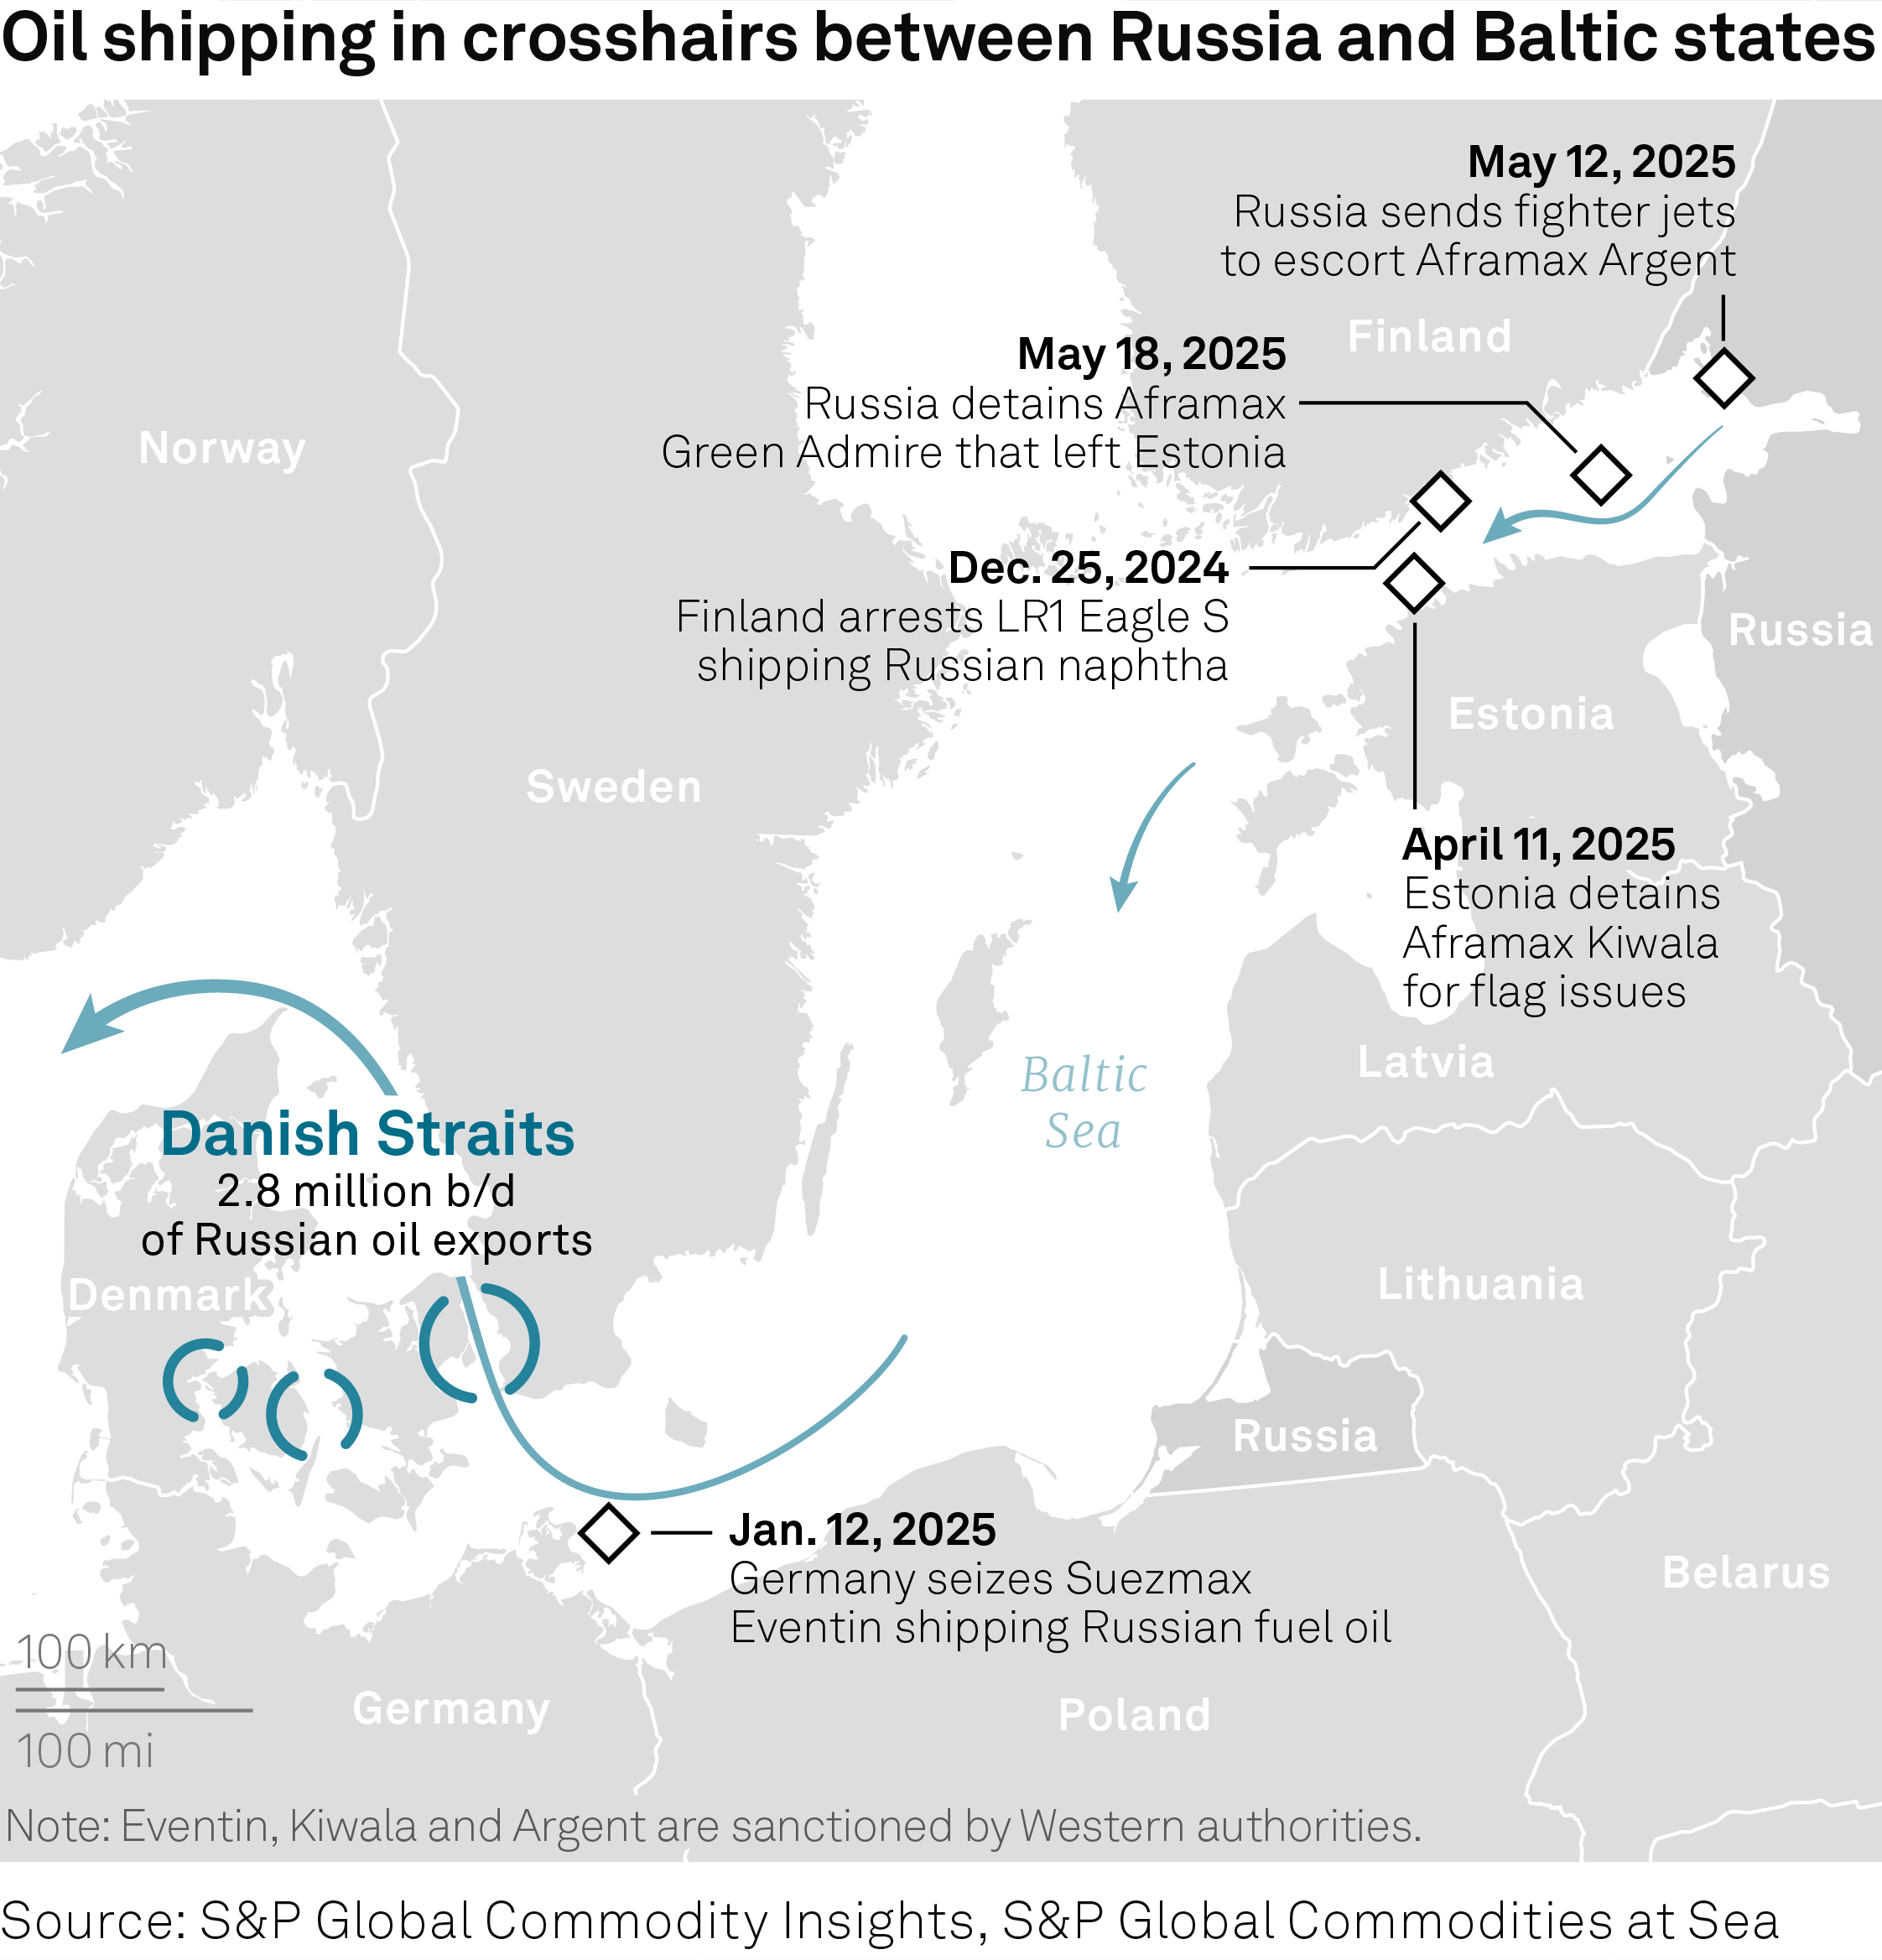 Oil shipping in crosshairs between Russia and Baltic states
May 12, 2025
Russia sends fighter jets
to escort Aframax Argent
Finland
May 18, 2025
Russia detains Aframax
Green Admire that left Estonia
Norway
Dec. 25, 2024
Finland arrests LR1 Eagle S
shipping Russian naphtha
Russia
Estonia
Sweden
April 11, 2025
Estonia detains
Aframax Kiwala
for flag issues
Baltic
Sea
Latvia
Danish Straits
2.8 million b/d
of Russian oil exports
Denmark
Lithuania
Russia
Jan. 12, 2025
Germany seizes Suezmax
Eventin shipping Russian fuel oil
Belarus
100 km
100 mi
Germany
Poland
Note: Eventin, Kiwala and Argent are sanctioned by Western authorities.
Source: S&P Global Commodity Insights, S&P Global Commodities at Sea